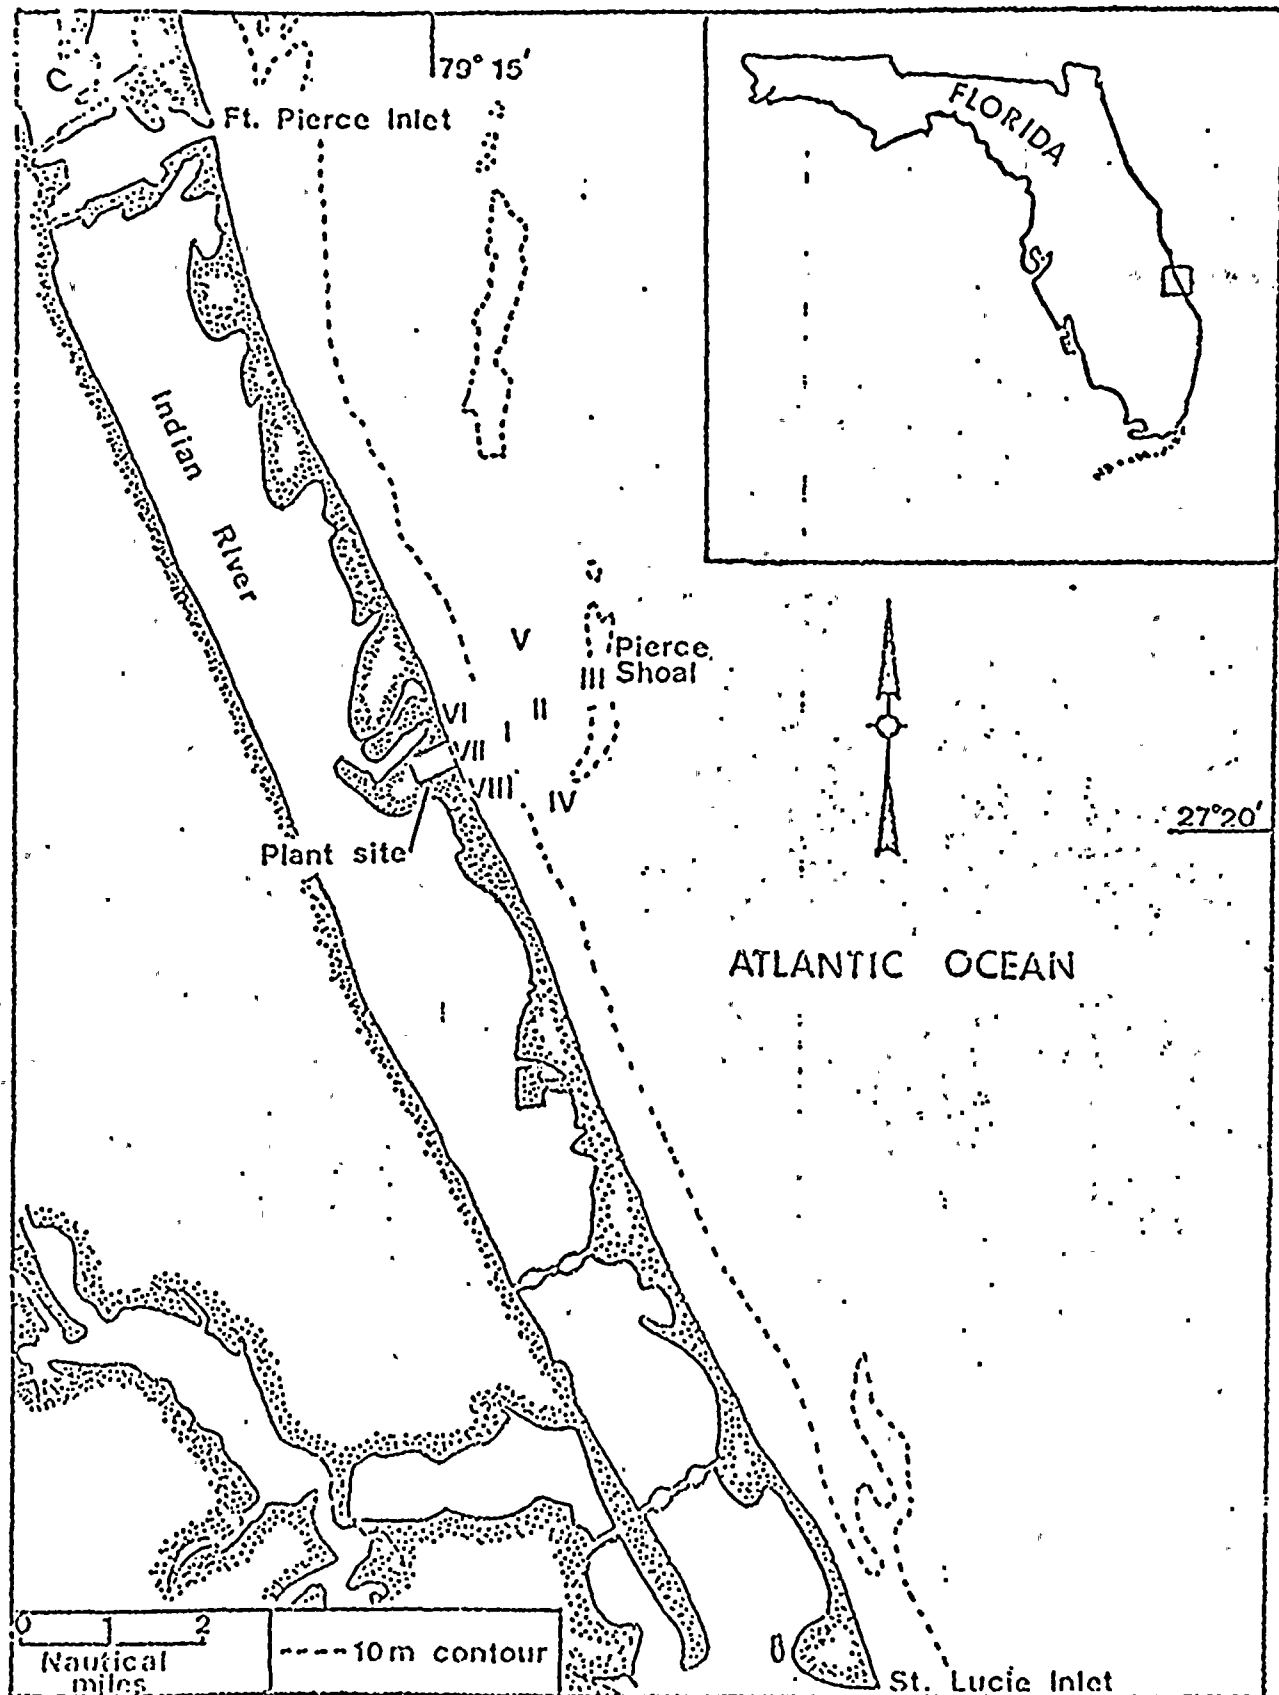 79° 15'
Ft. Pierce Inlet
FLORIDA
Indian
River
V
Pierce
III Shoal
II
VI
I
VII
VIII
IV
27°20'
Plant site
ATLANTIC OCEAN
0 1 2
Nautical
miles
10 m contour
St. Lucie Inlet